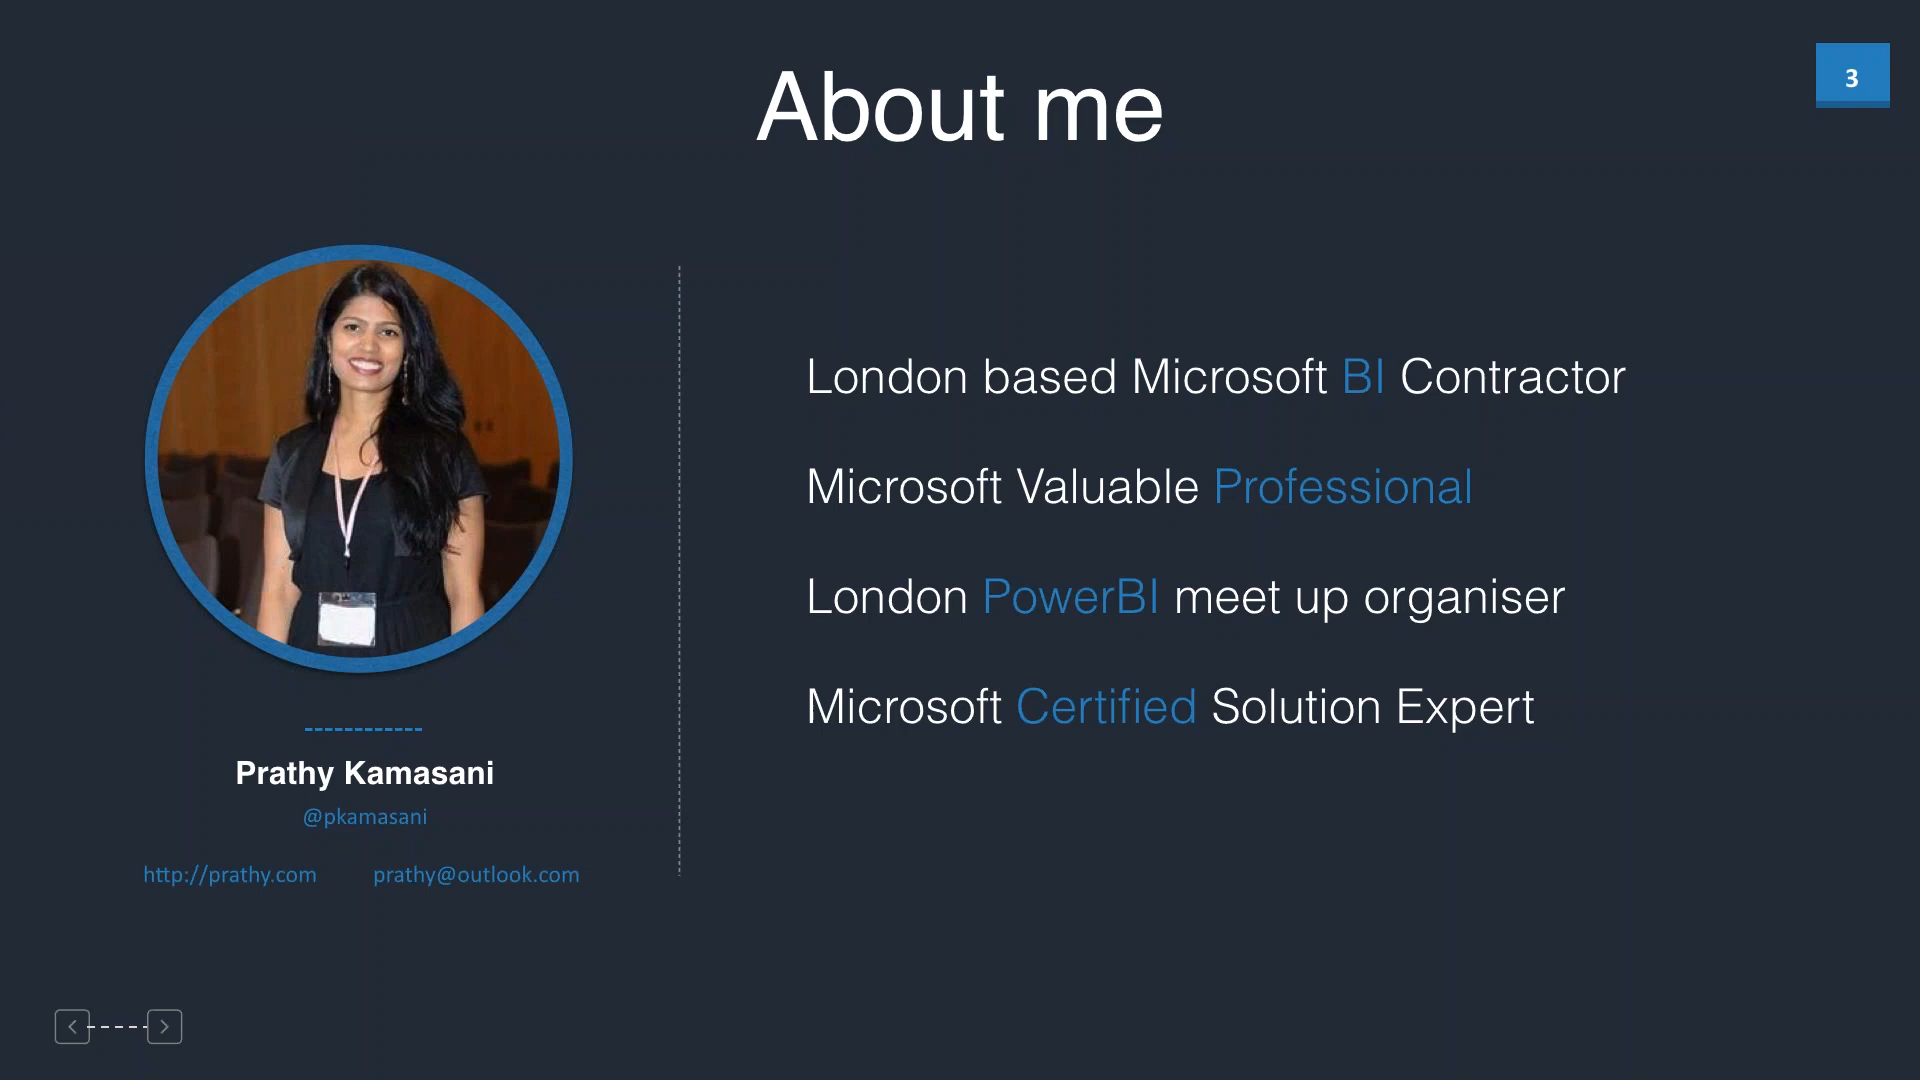 About me
3
London based Microsoft BI Contractor
Microsoft Valuable Professional
London PowerBI meet up organiser
Microsoft Certified Solution Expert
Prathy Kamasani
@pkamasani
http://prathy.com prathy@outlook.com